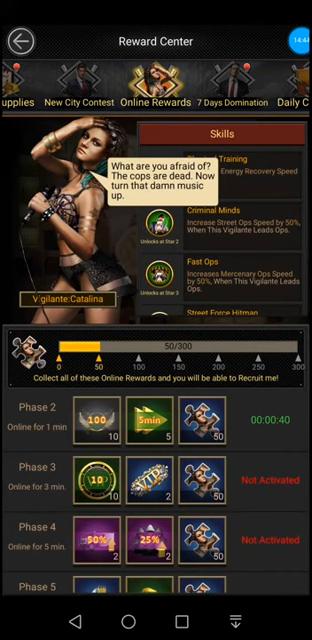 Reward Center
14:44
upplies
New City Contest
Online Rewards
7 Days Domination
Daily C
Skills
What are you afraid of?
The cops are dead. Now
turn that damn music
up.
Training
Energy Recovery Speed
Criminal Minds
Increase Street Ops Speed by 50%,
When This Vigilante Leads Ops.
Unlocks at Star 2
Fast Ops
Increases Mercenary Ops Speed
by 50%, When This Vigilante Leads
Ops.
Unlocks at Star 3
Street Force Hitman
Vigilante:Catalina
50/300
0 50 100 150 200 250 300
Collect all of these Online Rewards and you will be able to Recruit me!
Phase 2
Online for 1 min
100
10
5min
5
50
00:00:40
Phase 3
Online for 3 min.
10
10
VIP
2
50
Not Activated
Phase 4
Online for 5 min.
50%
2
25%
2
50
Not Activated
Phase 5